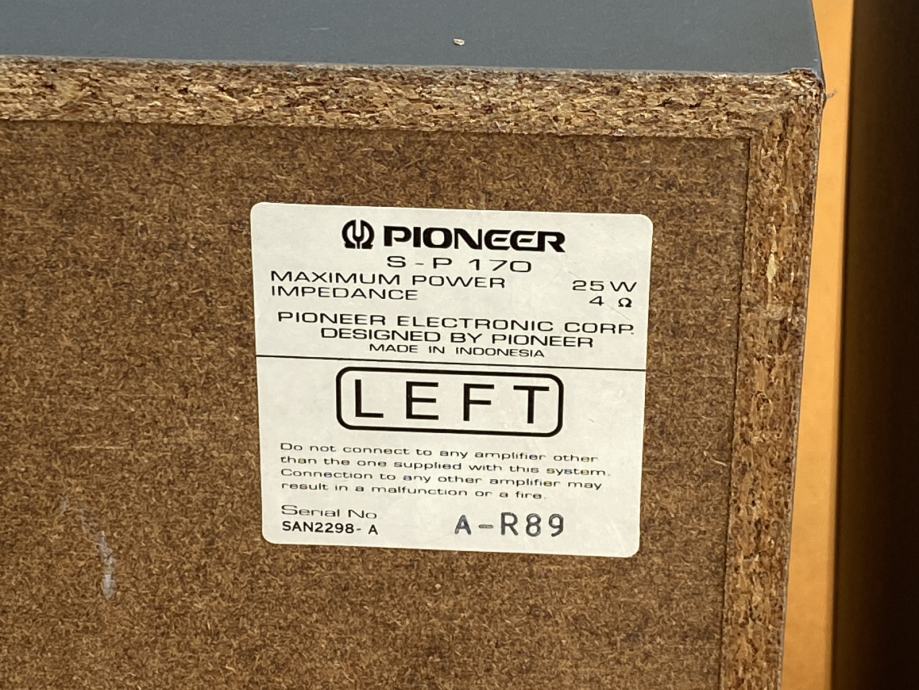 PIONEER
S-P 170
MAXIMUM POWER 25 W
IMPEDANCE 4 Ω
PIONEER ELECTRONIC CORP.
DESIGNED BY PIONEER
MADE IN INDONESIA
LEFT
Do not connect to any amplifier other
than the one supplied with this system.
Connection to any other amplifier may
result in a malfunction or a fire.
Serial No
SAN2298-A A-R89